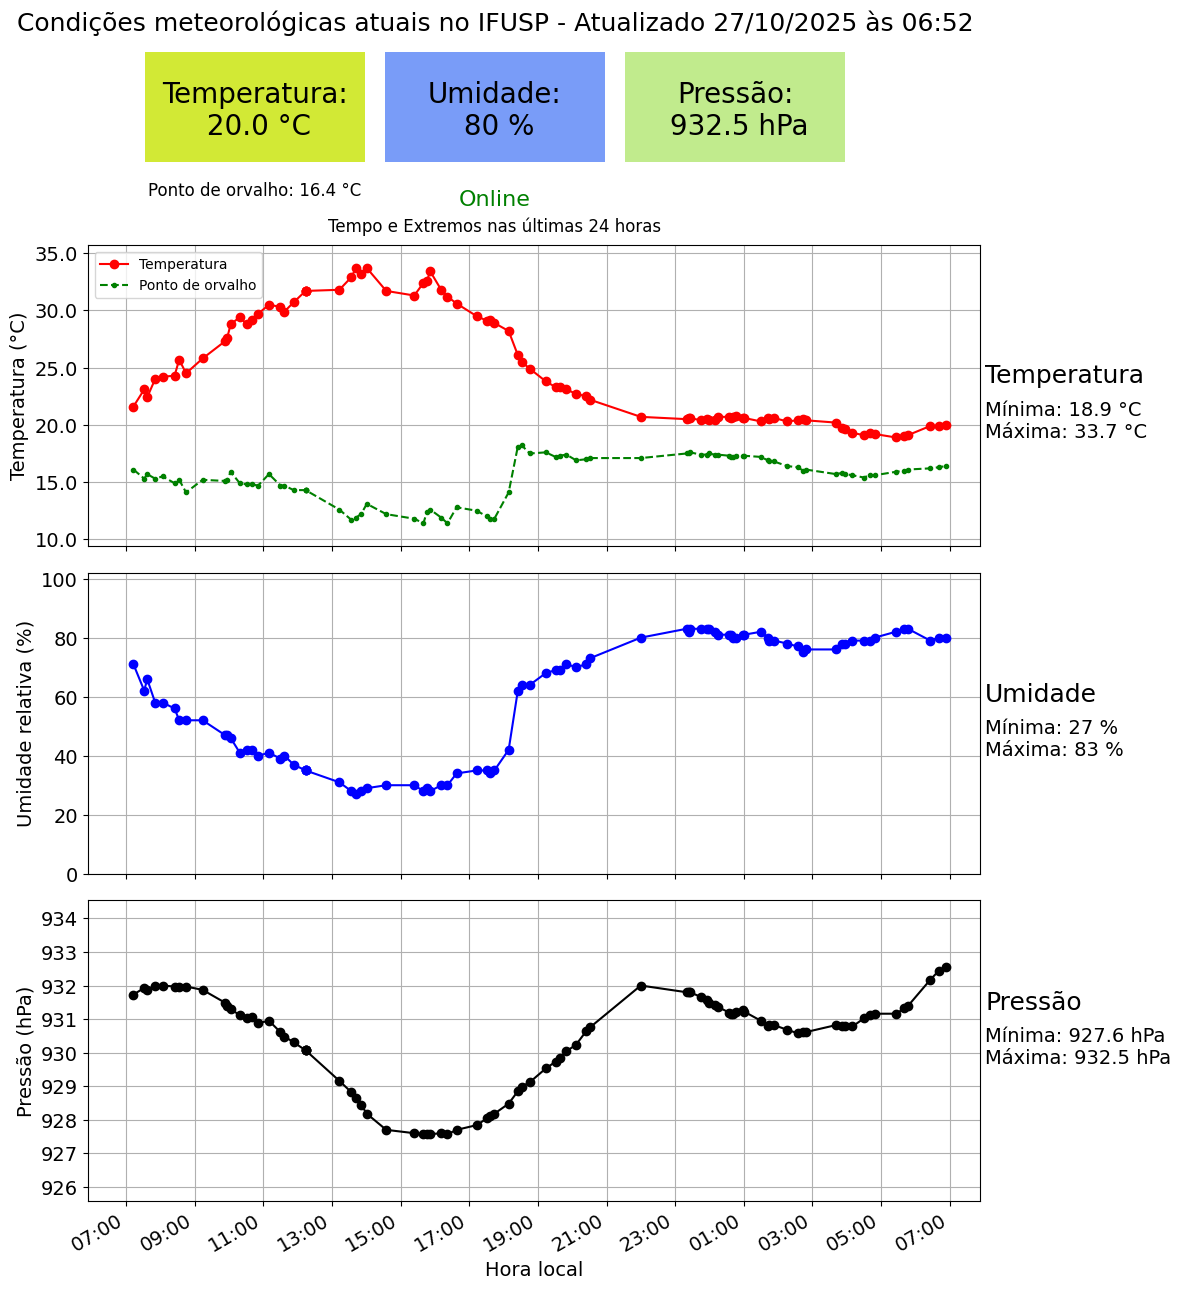 Condições meteorológicas atuais no IFUSP - Atualizado 27/10/2025 às 06:52
Temperatura:
20.0 °C
Umidade:
80 %
Pressão:
932.5 hPa
Ponto de orvalho: 16.4 °C
Online
Tempo e Extremos nas últimas 24 horas
Temperatura
Ponto de orvalho
Temperatura (°C)
35.0
30.0
25.0
20.0
15.0
10.0
Temperatura
Mínima: 18.9 °C
Máxima: 33.7 °C
Umidade relativa (%)
100
80
60
40
20
0
Umidade
Mínima: 27 %
Máxima: 83 %
Pressão (hPa)
934
933
932
931
930
929
928
927
926
Pressão
Mínima: 927.6 hPa
Máxima: 932.5 hPa
07:00 09:00 11:00 13:00 15:00 17:00 19:00 21:00 23:00 01:00 03:00 05:00 07:00
Hora local